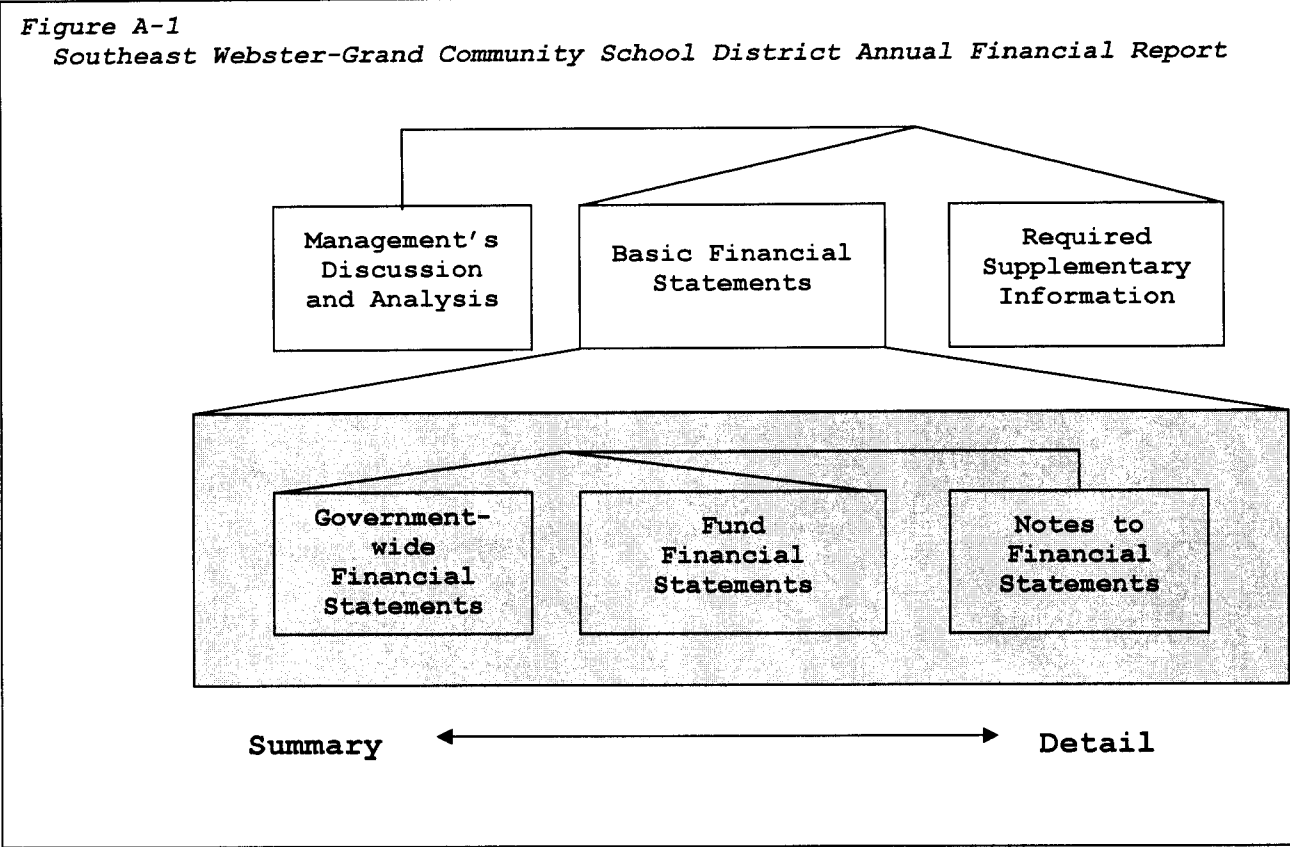 Figure A-1
Southeast Webster-Grand Community School District Annual Financial Report
Management's
Discussion
and Analysis
Basic Financial
Statements
Required
Supplementary
Information
Government-
wide
Financial
Statements
Fund
Financial
Statements
Notes to
Financial
Statements
Summary
Detail